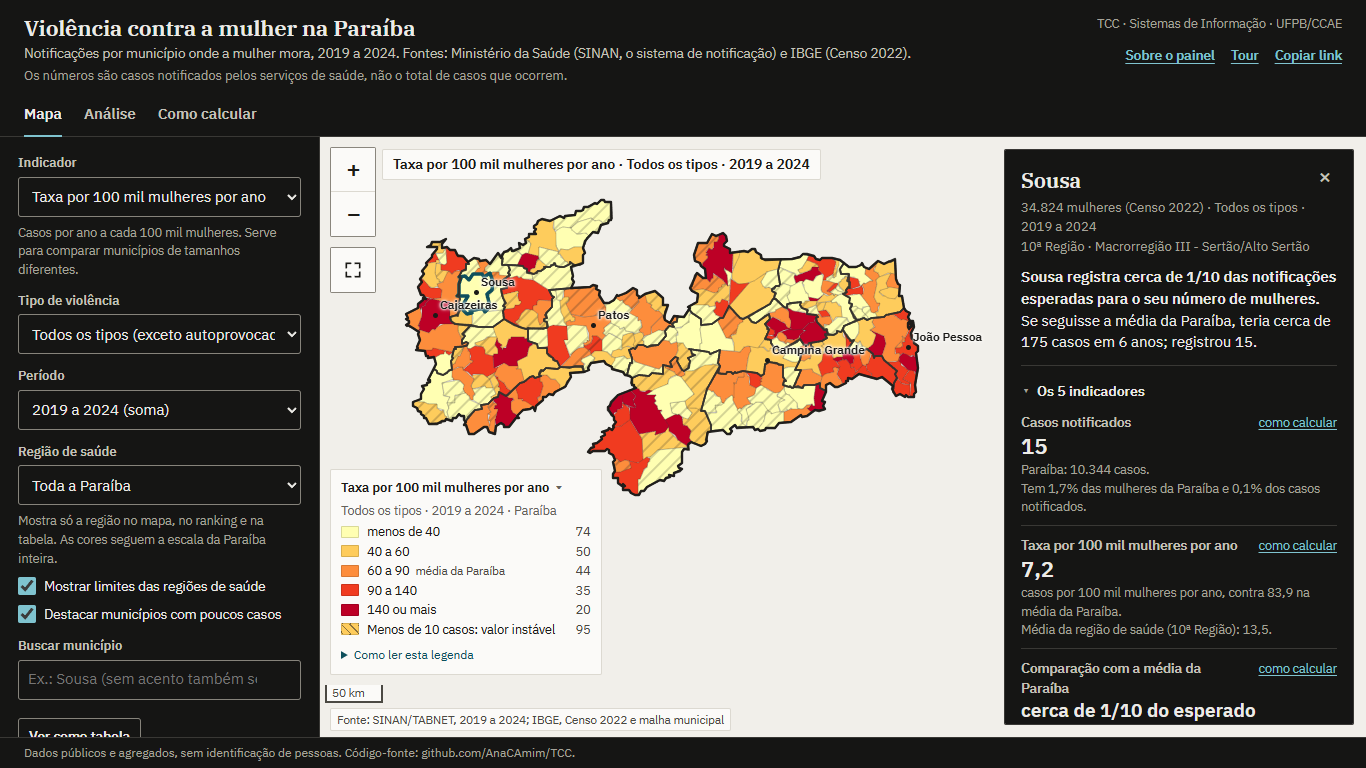 Violência contra a mulher na Paraíba
Notificações por município onde a mulher mora, 2019 a 2024. Fontes: Ministério da Saúde (SINAN, o sistema de notificação) e IBGE (Censo 2022).
Os números são casos notificados pelos serviços de saúde, não o total de casos que ocorrem.
TCC · Sistemas de Informação · UFPB/CCAE
Sobre o painel Tour Copiar link
Mapa Análise Como calcular
Indicador
Taxa por 100 mil mulheres por ano
Casos por ano a cada 100 mil mulheres. Serve
para comparar municípios de tamanhos
diferentes.
Tipo de violência
Todos os tipos (exceto autoprovocac
Período
2019 a 2024 (soma)
Região de saúde
Toda a Paraíba
Mostra só a região no mapa, no ranking e na
tabela. As cores seguem a escala da Paraíba
inteira.
Mostrar limites das regiões de saúde
Destacar municípios com poucos casos
Buscar município
Ex.: Sousa (sem acento também se
Ver como tabela
+
−
Taxa por 100 mil mulheres por ano · Todos os tipos · 2019 a 2024
Sousa
Cajazeiras
Patos
Campina Grande
João Pessoa
Taxa por 100 mil mulheres por ano
Todos os tipos · 2019 a 2024 · Paraíba
menos de 40 74
40 a 60 50
60 a 90 média da Paraíba 44
90 a 140 35
140 ou mais 20
Menos de 10 casos: valor instável 95
Como ler esta legenda
50 km
Fonte: SINAN/TABNET, 2019 a 2024; IBGE, Censo 2022 e malha municipal
Sousa ×
34.824 mulheres (Censo 2022) · Todos os tipos ·
2019 a 2024
10ª Região · Macrorregião III - Sertão/Alto Sertão
Sousa registra cerca de 1/10 das notificações
esperadas para o seu número de mulheres.
Se seguisse a média da Paraíba, teria cerca de
175 casos em 6 anos; registrou 15.
Os 5 indicadores
Casos notificados como calcular
15
Paraíba: 10.344 casos.
Tem 1,7% das mulheres da Paraíba e 0,1% dos casos
notificados.
Taxa por 100 mil mulheres por ano como calcular
7,2
casos por 100 mil mulheres por ano, contra 83,9 na
média da Paraíba.
Média da região de saúde (10ª Região): 13,5.
Comparação com a média da como calcular
Paraíba
cerca de 1/10 do esperado
Dados públicos e agregados, sem identificação de pessoas. Código-fonte: github.com/AnaCAmim/TCC.